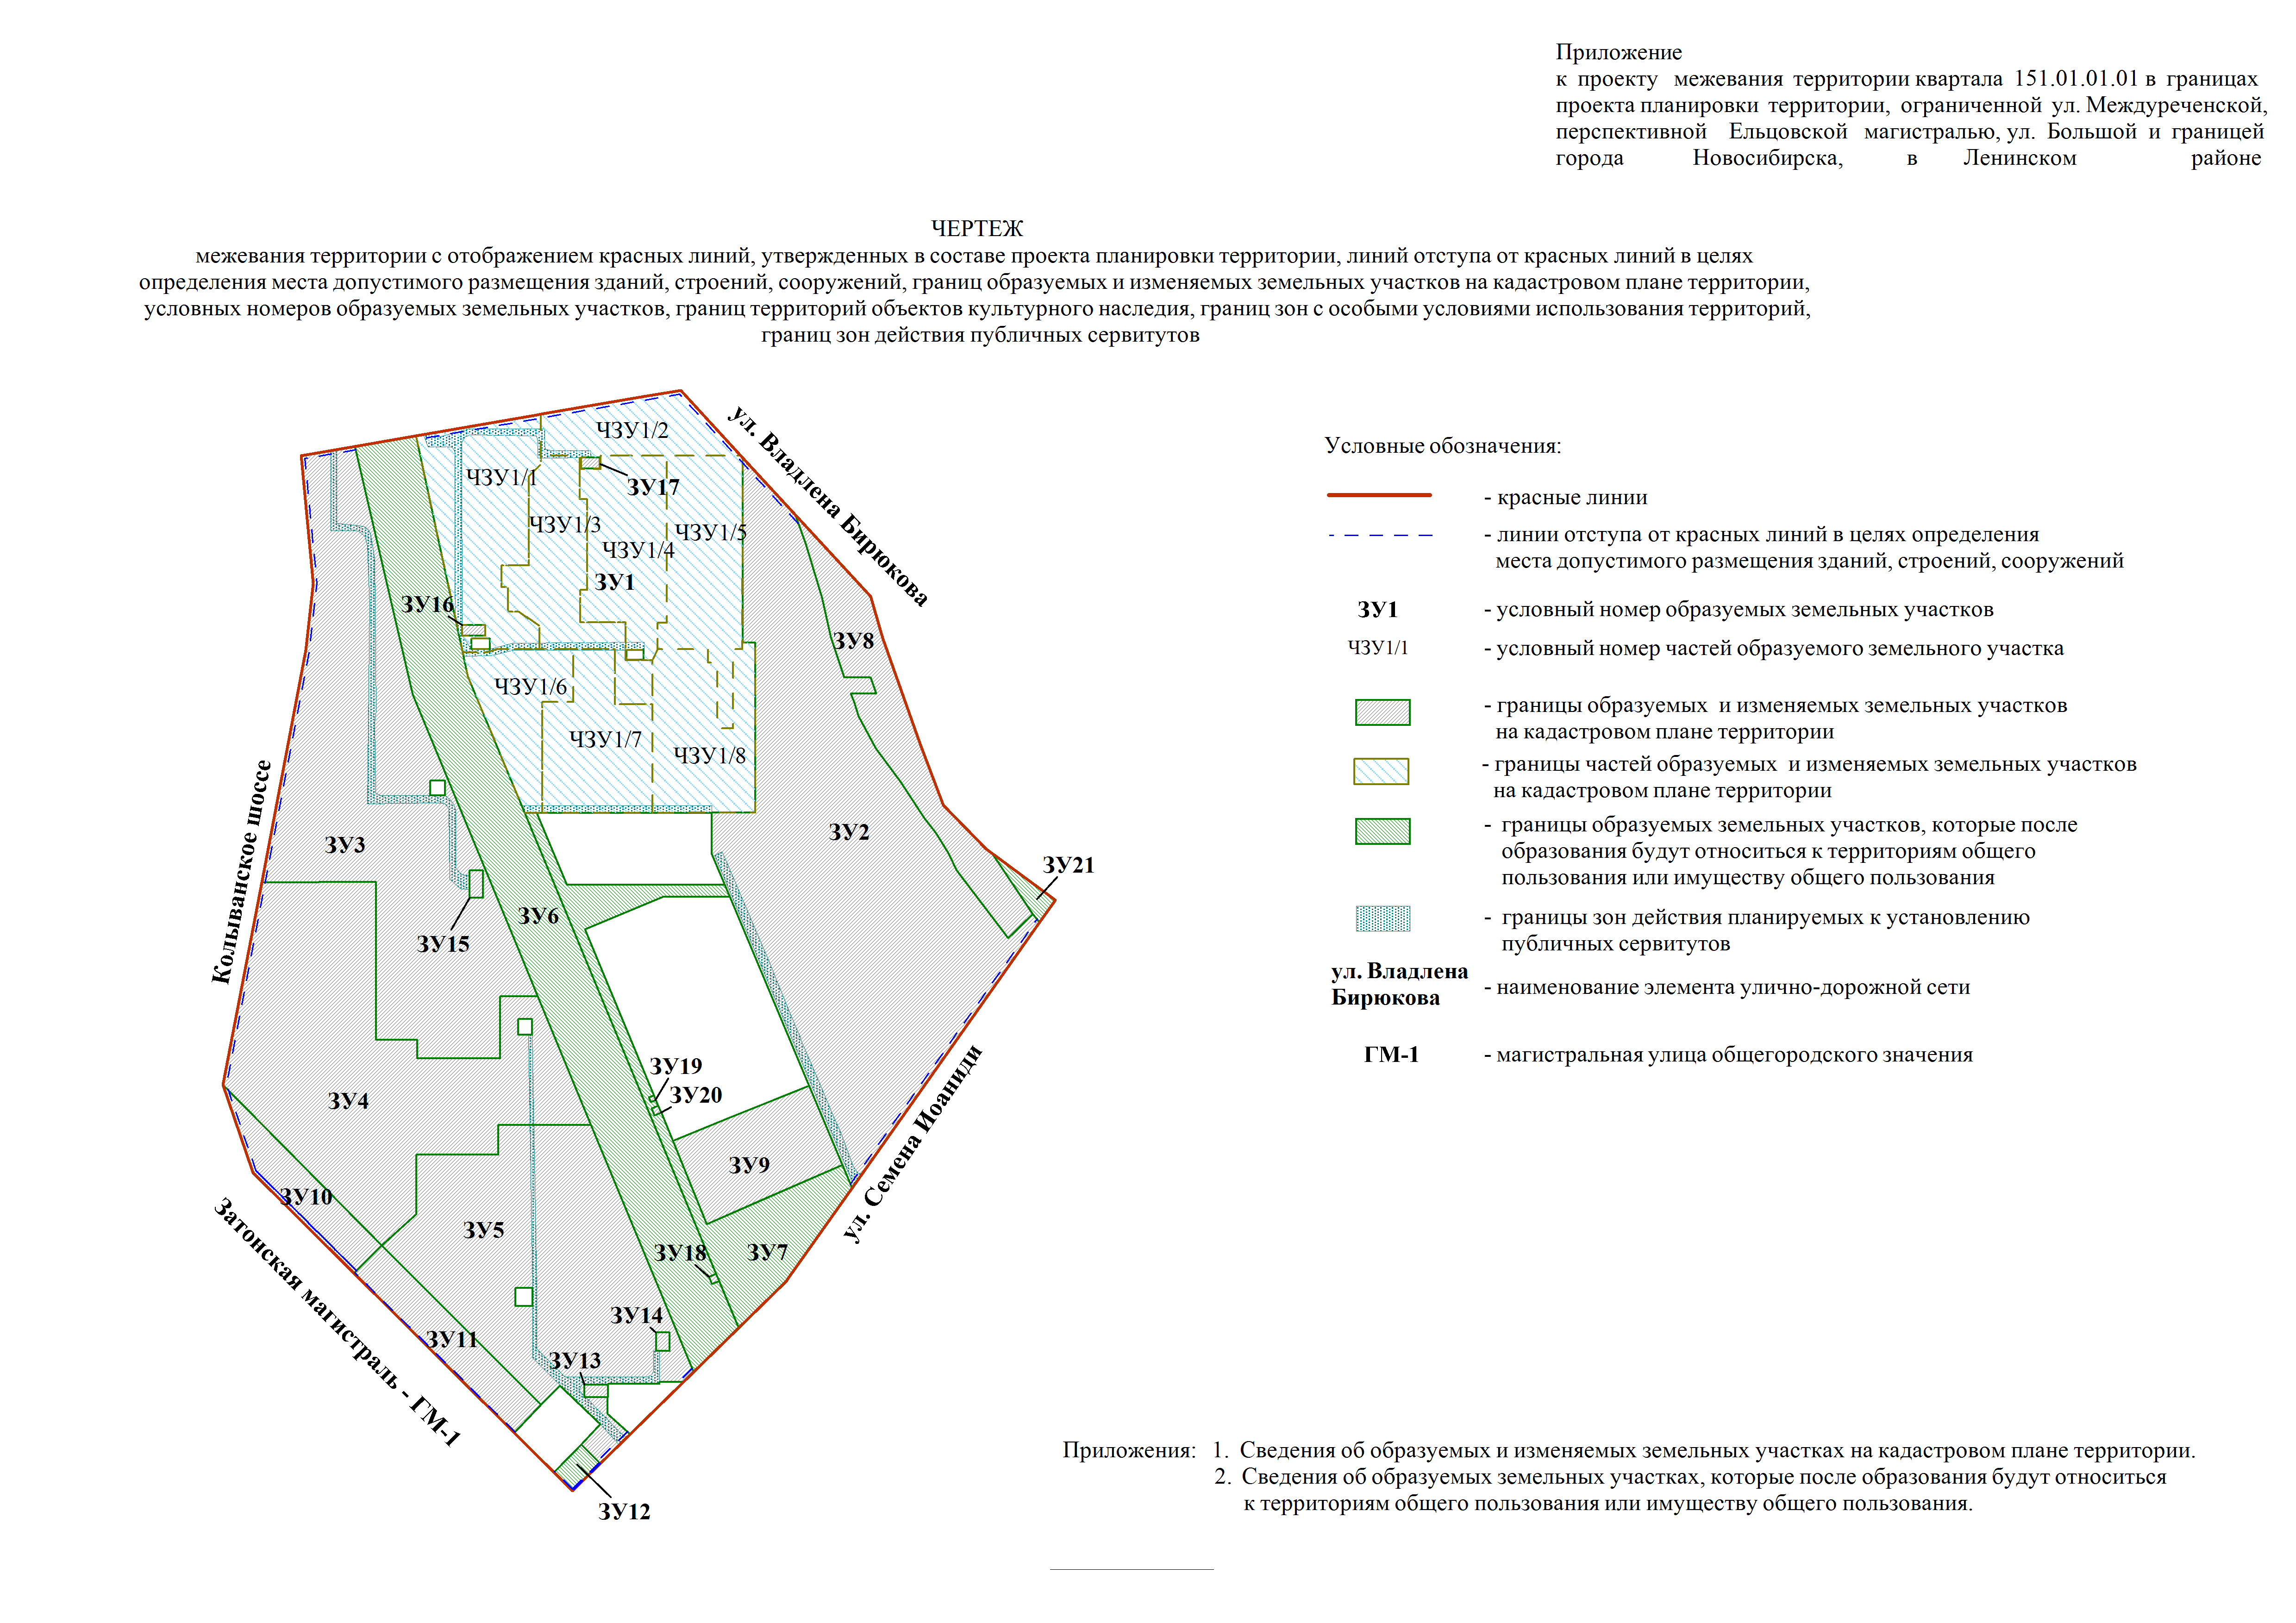 Приложение
к проекту межевания территории квартала 151.01.01.01 в границах
проекта планировки территории, ограниченной ул. Междуреченской,
перспективной Ельцовской магистралью, ул. Большой и границей
города Новосибирска, в Ленинском районе
ЧЕРТЕЖ
межевания территории с отображением красных линий, утвержденных в составе проекта планировки территории, линий отступа от красных линий в целях
определения места допустимого размещения зданий, строений, сооружений, границ образуемых и изменяемых земельных участков на кадастровом плане территории,
условных номеров образуемых земельных участков, границ территорий объектов культурного наследия, границ зон с особыми условиями использования территорий,
границ зон действия публичных сервитутов
ул. Владлена Бирюкова
ЧЗУ1/2
ЧЗУ1/1
ЗУ17
ЧЗУ1/3
ЧЗУ1/5
ЧЗУ1/4
ЗУ1
ЗУ16
ЗУ8
ЧЗУ1/6
ЧЗУ1/7
ЧЗУ1/8
Колыванское шоссе
ЗУ3
ЗУ2
ЗУ21
ЗУ6
ЗУ15
ЗУ19
ЗУ20
ЗУ4
ул. Семена Иоаниди
ЗУ9
ЗУ10
ЗУ5
ЗУ18
ЗУ7
Затонская магистраль - ГМ-1
ЗУ14
ЗУ11
ЗУ13
ЗУ12
Условные обозначения:
- красные линии
- линии отступа от красных линий в целях определения
места допустимого размещения зданий, строений, сооружений
ЗУ1 - условный номер образуемых земельных участков
ЧЗУ1/1 - условный номер частей образуемого земельного участка
- границы образуемых и изменяемых земельных участков
на кадастровом плане территории
- границы частей образуемых и изменяемых земельных участков
на кадастровом плане территории
- границы образуемых земельных участков, которые после
образования будут относиться к территориям общего
пользования или имуществу общего пользования
- границы зон действия планируемых к установлению
публичных сервитутов
ул. Владлена
Бирюкова - наименование элемента улично-дорожной сети
ГМ-1 - магистральная улица общегородского значения
Приложения: 1. Сведения об образуемых и изменяемых земельных участках на кадастровом плане территории.
2. Сведения об образуемых земельных участках, которые после образования будут относиться
к территориям общего пользования или имуществу общего пользования.